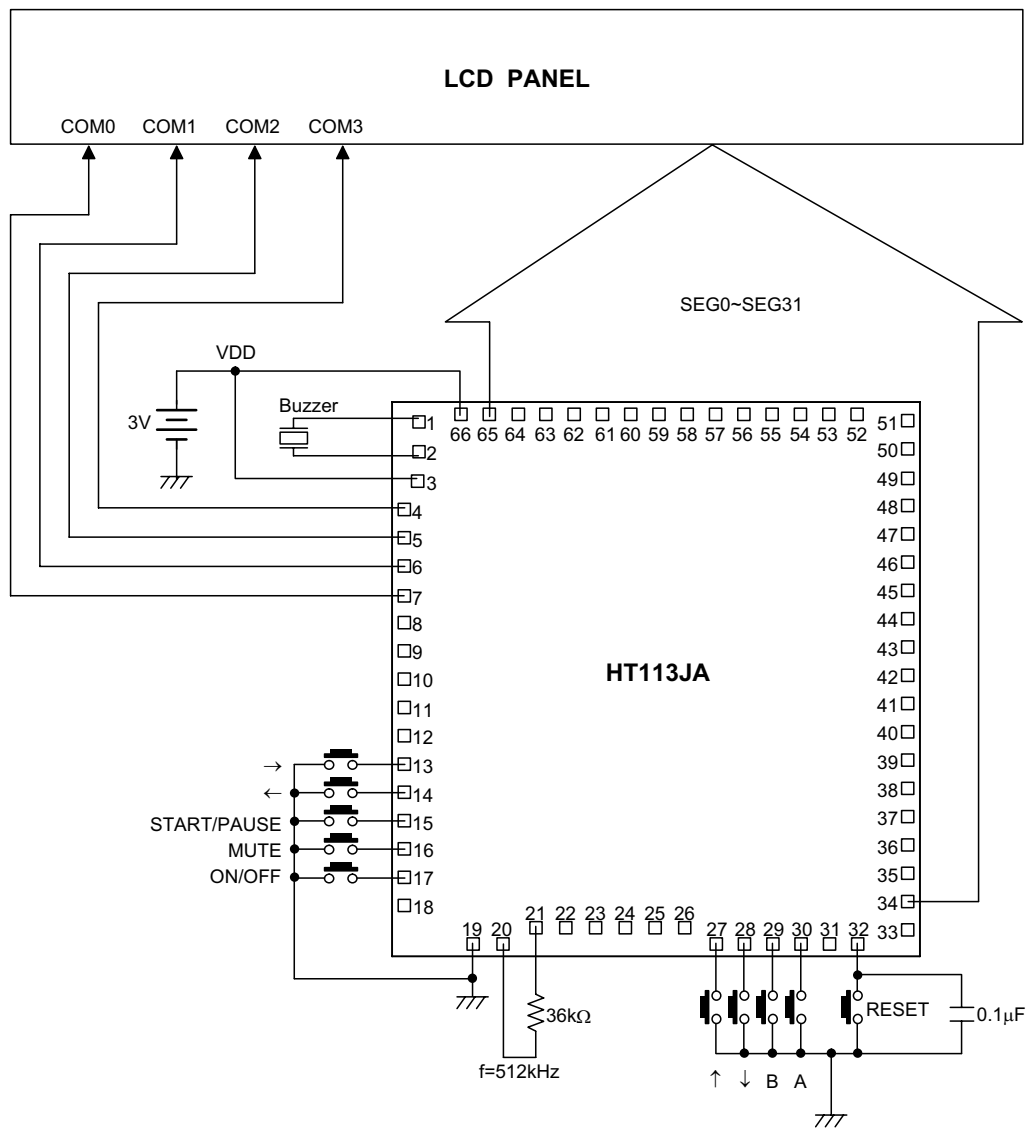 LCD PANEL
COM0 COM1 COM2 COM3
SEG0~SEG31
VDD
3V
Buzzer
1
2
3
4
5
6
7
8
9
10
11
12
13
14
15
16
17
18
66 65 64 63 62 61 60 59 58 57 56 55 54 53 52
51
50
49
48
47
46
45
44
43
42
41
40
39
38
37
36
35
34
33
HT113JA
→
←
START/PAUSE
MUTE
ON/OFF
19 20 21 22 23 24 25 26 27 28 29 30 31 32
36kΩ
f=512kHz
RESET
0.1µF
↑ ↓ B A